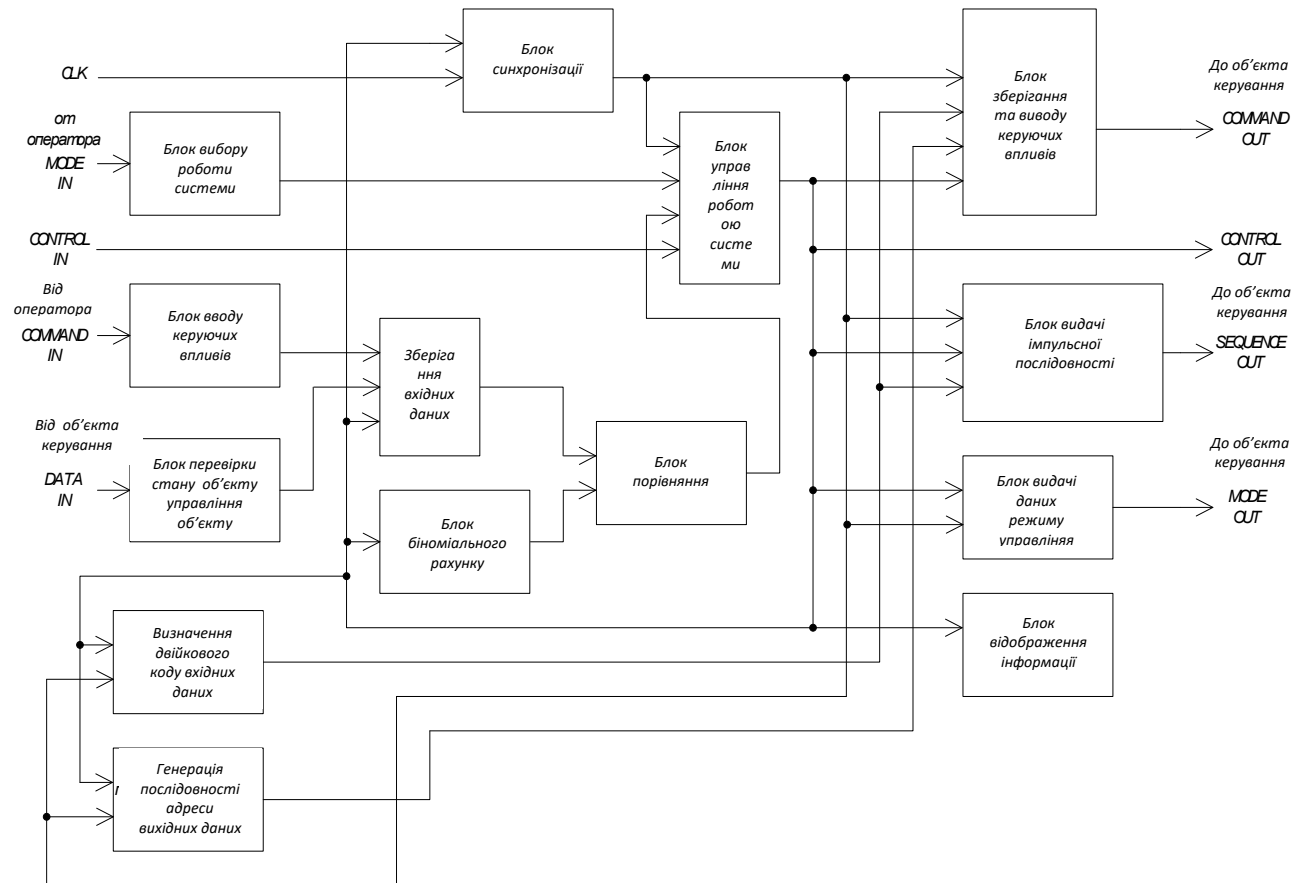 Блок
синхронізації
CLK
от
оператора
MODE
IN
Блок вибору
роботи
системи
Блок
управ
ління
робот
ою
систе
ми
Блок
зберігання
та виводу
керуючих
впливів
До об’єкта
керування
COMMAND
OUT
CONTROL
IN
CONTROL
OUT
Від
оператора
COMMAND
IN
Блок вводу
керуючих
впливів
Зберіга
ння
вхідних
даних
Блок видачі
імпульсної
послідовності
До об’єкта
керування
SEQUENCE
OUT
Від об’єкта
керування
DATA
IN
Блок перевірки
стану об’єкту
управління
об’єкту
Блок
порівняння
Блок
біноміального
рахунку
Блок видачі
даних
режиму
управліняя
До об’єкта
керування
MODE
OUT
Визначення
двійкового
коду вхідних
даних
Блок
відображення
інформації
Генерація
послідовності
адреси
вихідних даних